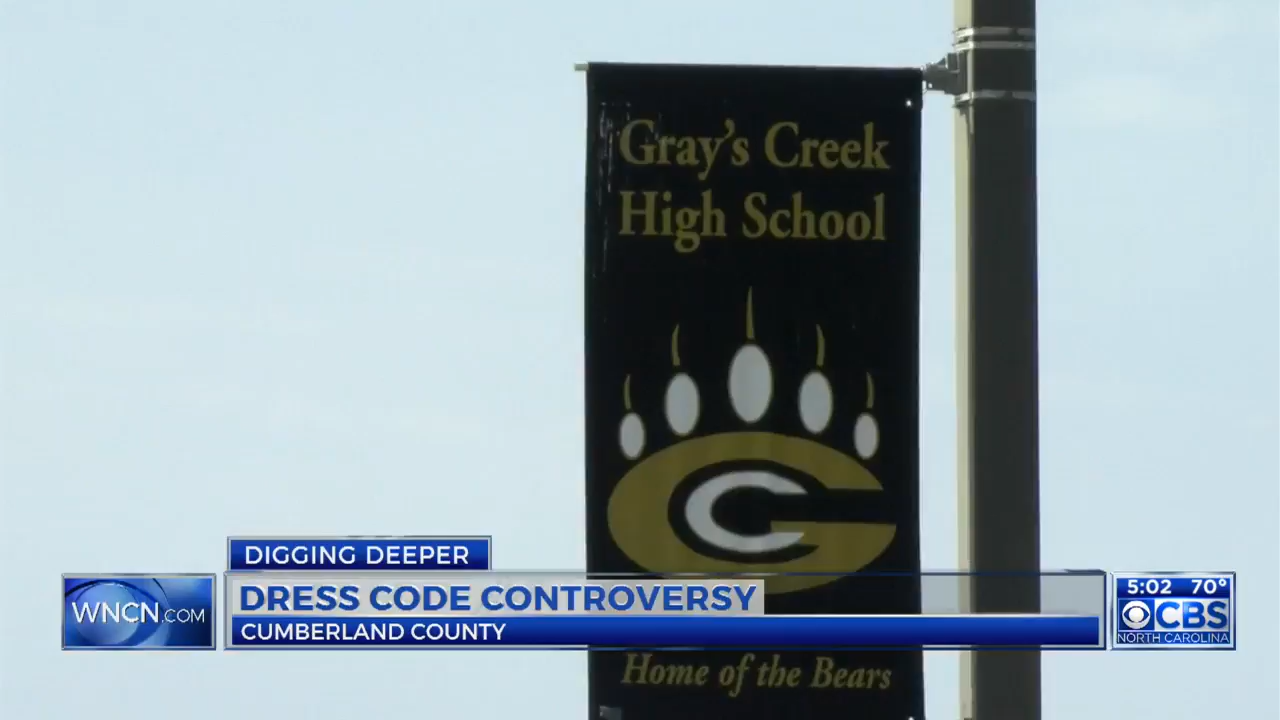 Gray's Creek
High School
GC
DIGGING DEEPER
DRESS CODE CONTROVERSY
CUMBERLAND COUNTY
WNCN.COM
5:02 70°
CBS
NORTH CAROLINA
Home of the Bears